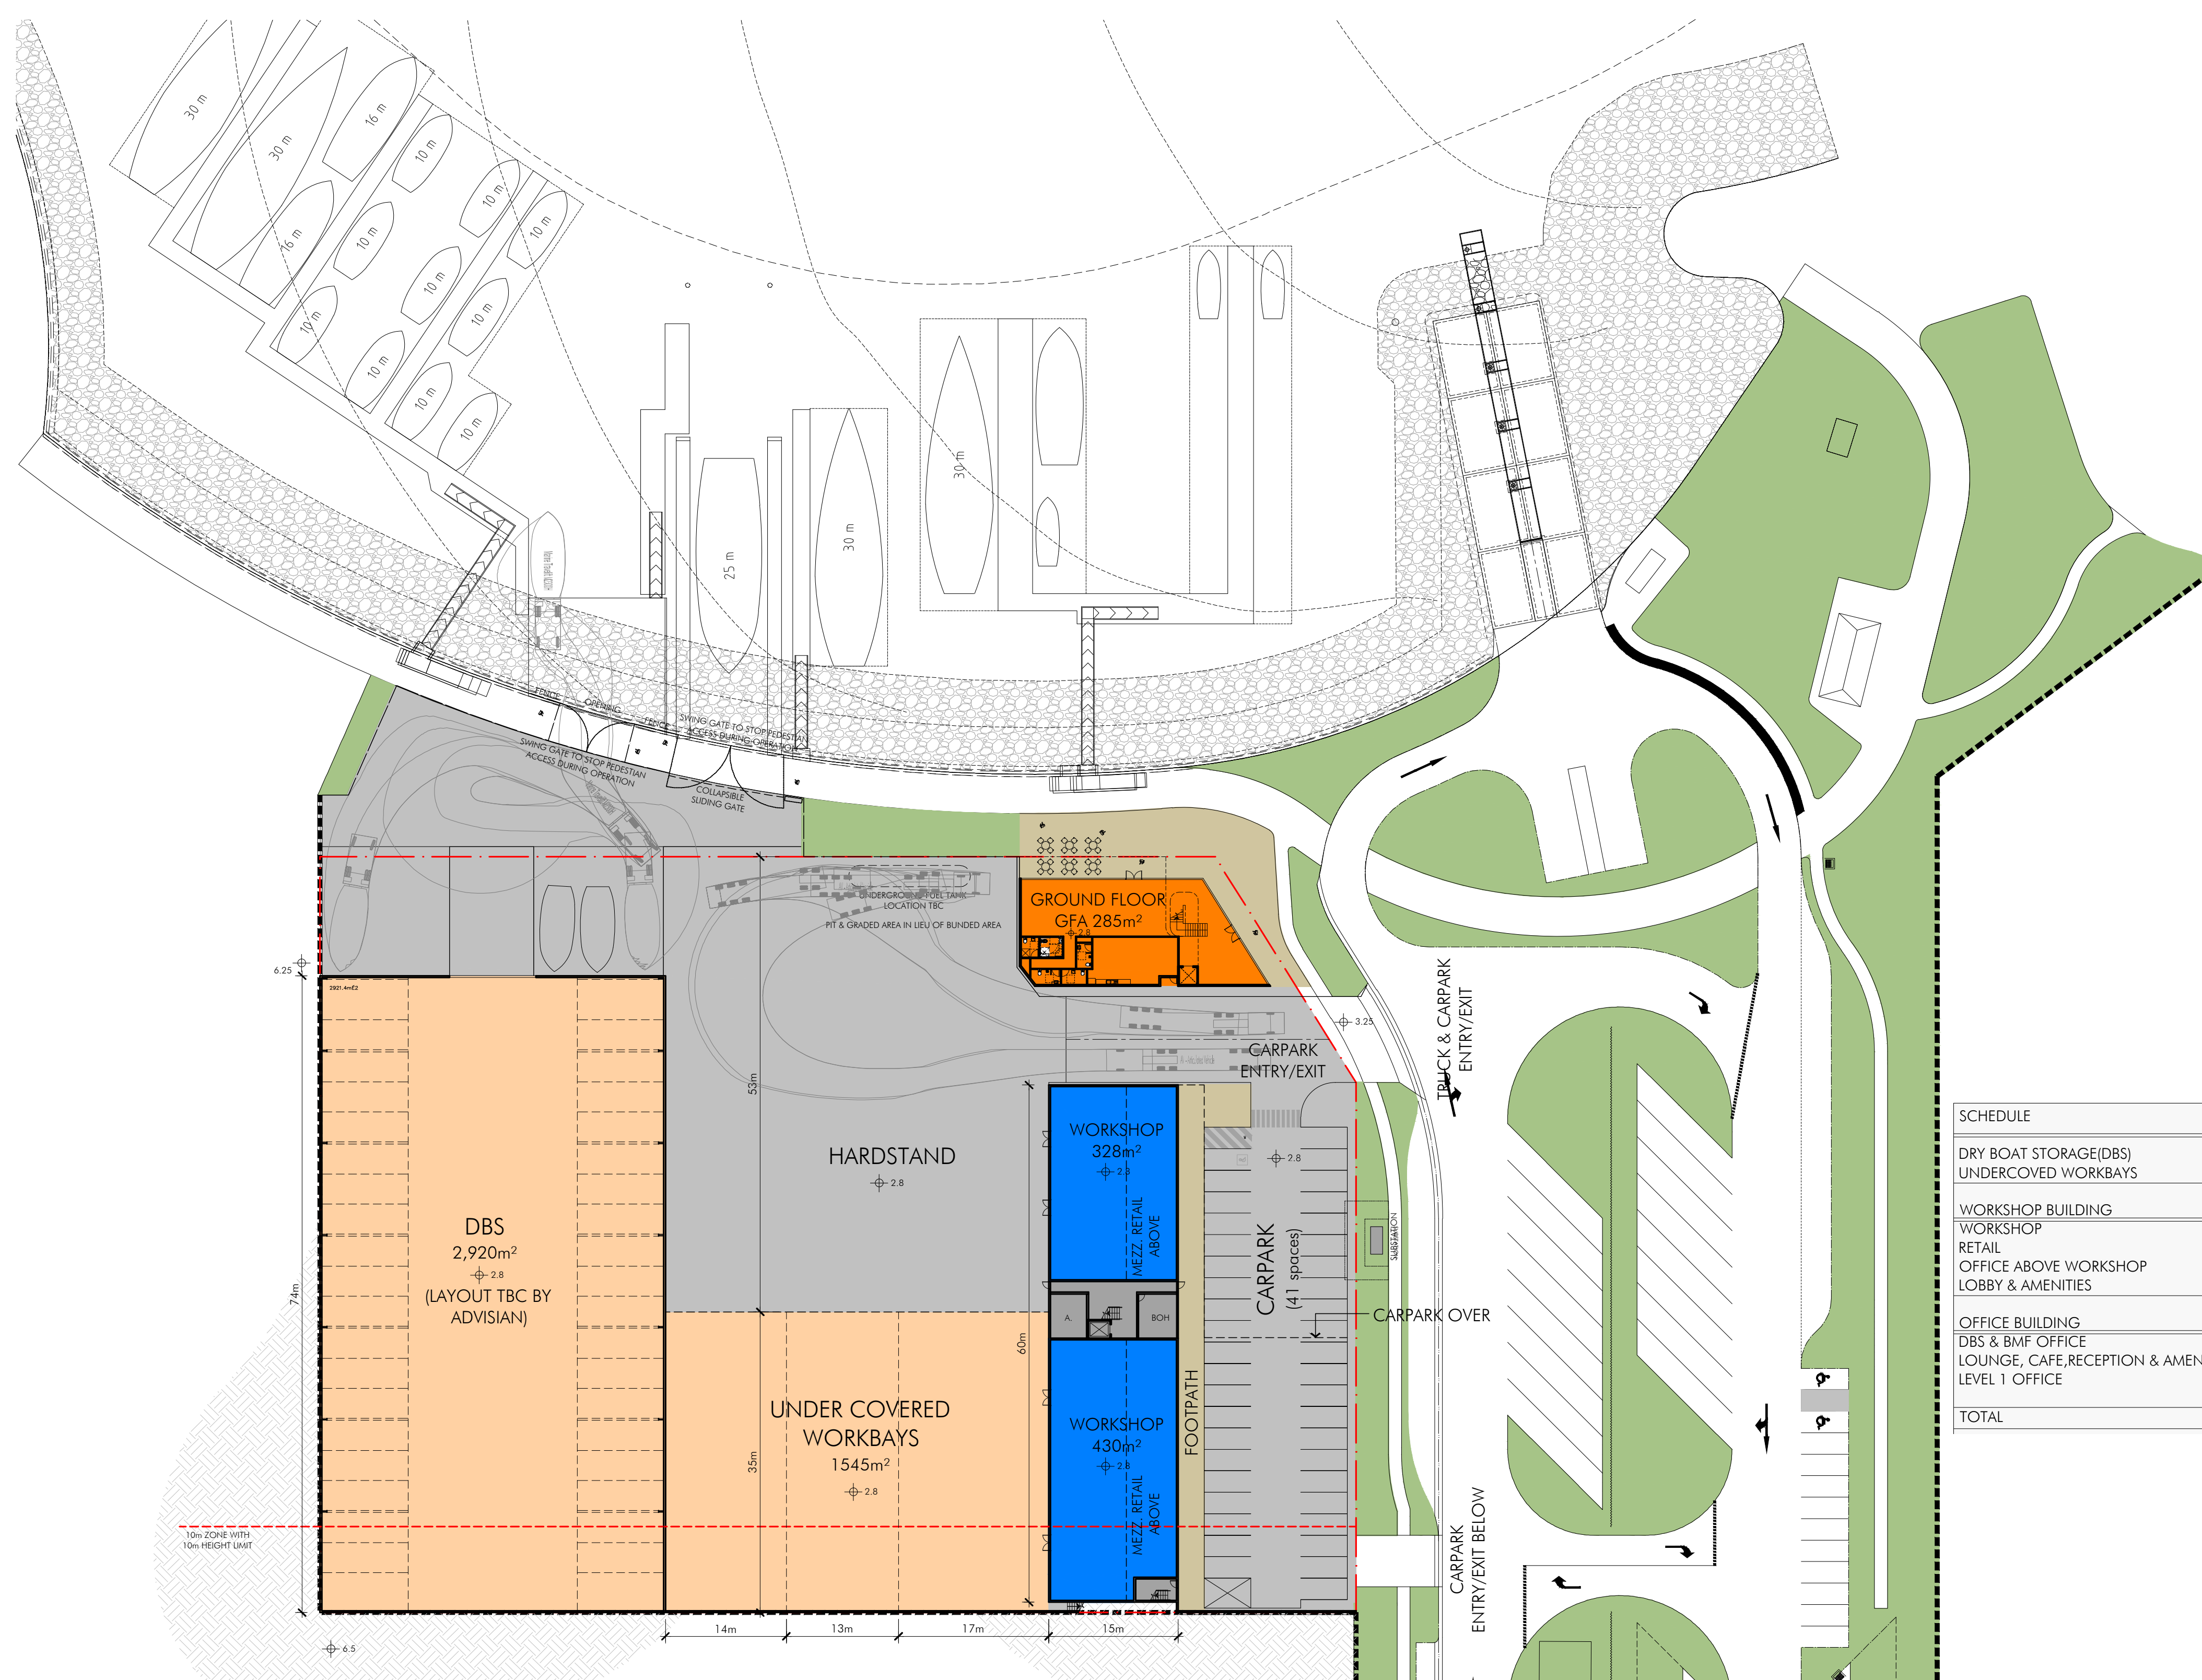 30 m
30 m
16 m
16 m
10 m
10 m
10 m
10 m
10 m
10 m
10 m
10 m
10 m
10 m
25 m
30 m
30 m
FENCE
OPENING
FENCE
SWING GATE TO STOP PEDESTIAN
ACCESS DURING OPERATION
SWING GATE TO STOP PEDESTIAN
ACCESS DURING OPERATION
COLLAPSIBLE
SLIDING GATE
UNDERGROUND FUEL TANK
LOCATION TBC
PIT & GRADED AREA IN LIEU OF BUNDED AREA
GROUND FLOOR
GFA 285m²
2.8
6.25
2921.4m£2
3.25
TRUCK & CARPARK
ENTRY/EXIT
CARPARK
ENTRY/EXIT
53m
HARDSTAND
2.8
WORKSHOP
328m²
2.8
MEZZ. RETAIL
ABOVE
2.8
CARPARK
(41 spaces)
SUBSTATION
DBS
2,920m²
2.8
(LAYOUT TBC BY
ADVISIAN)
74m
A.
BOH
CARPARK OVER
60m
UNDER COVERED
WORKBAYS
1545m²
2.8
35m
WORKSHOP
430m²
2.8
MEZZ. RETAIL
ABOVE
FOOTPATH
CARPARK
ENTRY/EXIT BELOW
10m ZONE WITH
10m HEIGHT LIMIT
6.5
14m
13m
17m
15m
SCHEDULE
DRY BOAT STORAGE(DBS)
UNDERCOVED WORKBAYS
WORKSHOP BUILDING
WORKSHOP
RETAIL
OFFICE ABOVE WORKSHOP
LOBBY & AMENITIES
OFFICE BUILDING
DBS & BMF OFFICE
LOUNGE, CAFE,RECEPTION & AMEN
LEVEL 1 OFFICE
TOTAL